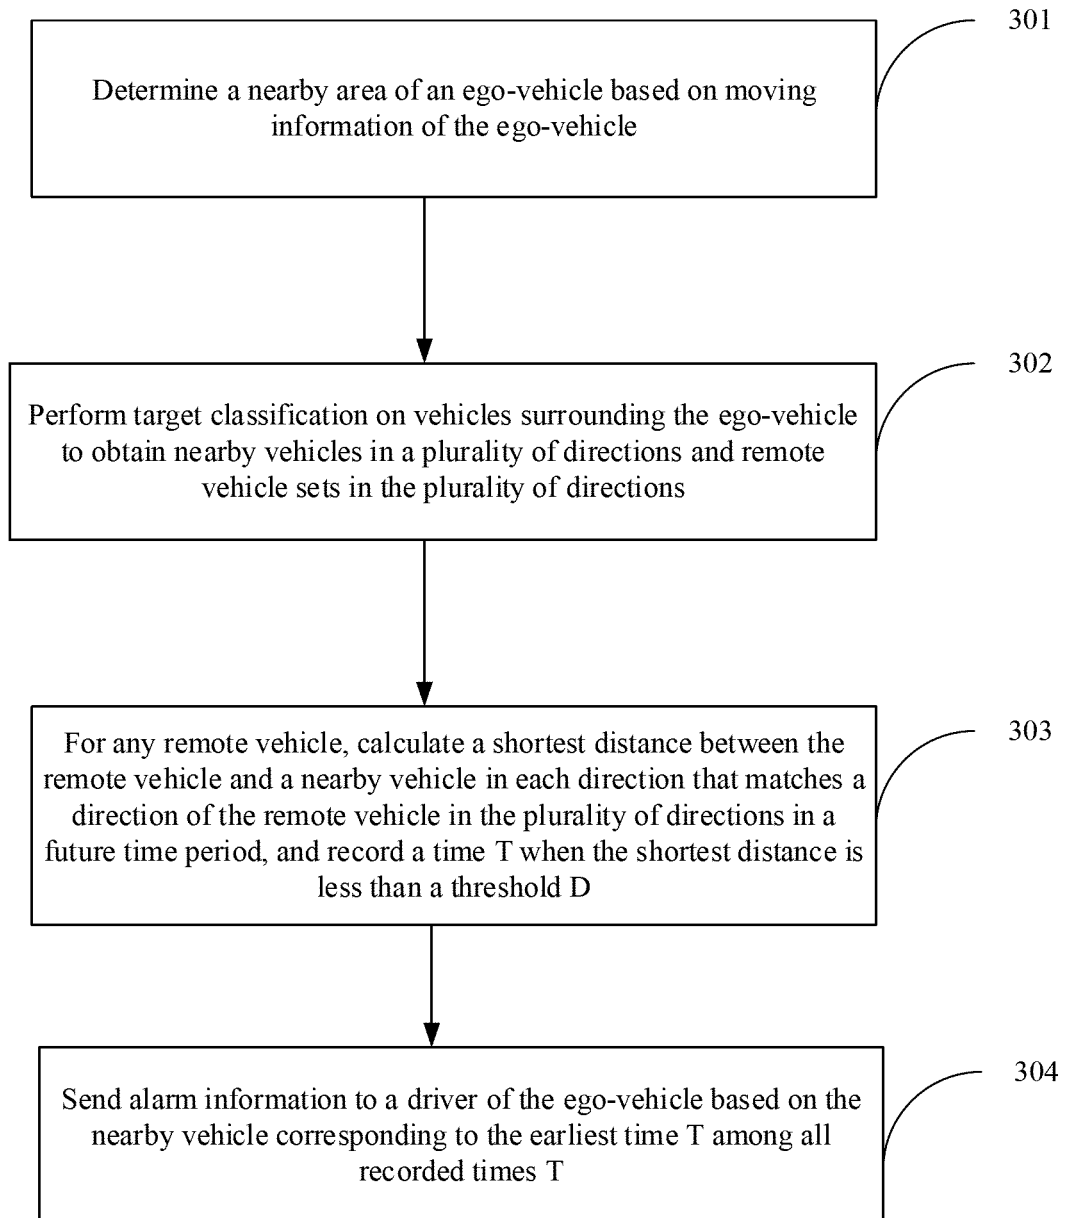 301
Determine a nearby area of an ego-vehicle based on moving
information of the ego-vehicle
302
Perform target classification on vehicles surrounding the ego-vehicle
to obtain nearby vehicles in a plurality of directions and remote
vehicle sets in the plurality of directions
303
For any remote vehicle, calculate a shortest distance between the
remote vehicle and a nearby vehicle in each direction that matches a
direction of the remote vehicle in the plurality of directions in a
future time period, and record a time T when the shortest distance is
less than a threshold D
304
Send alarm information to a driver of the ego-vehicle based on the
nearby vehicle corresponding to the earliest time T among all
recorded times T